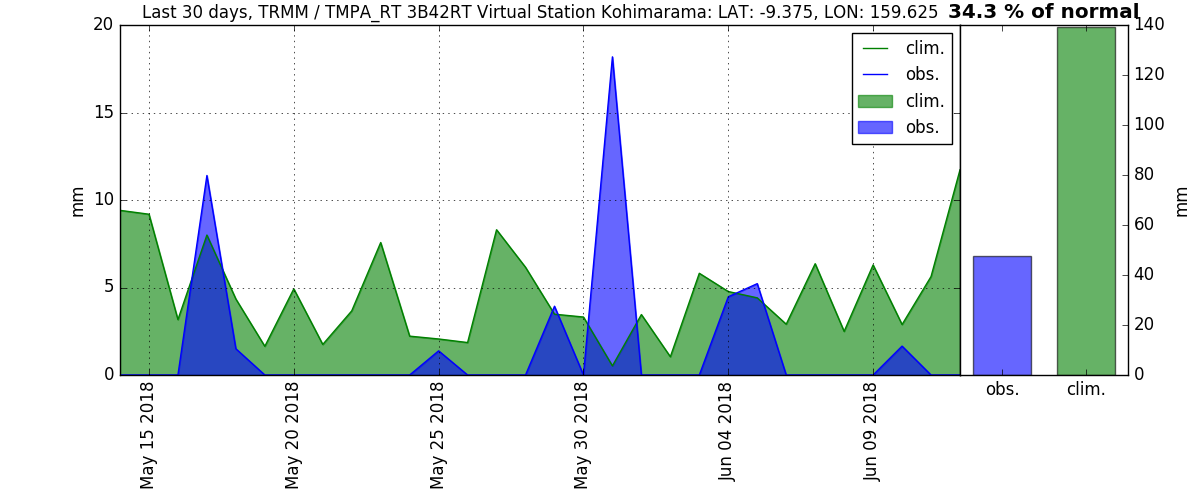 Last 30 days, TRMM / TMPA_RT 3B42RT Virtual Station Kohimarama: LAT: -9.375, LON: 159.625 34.3 % of normal
20
15
10
5
0
mm
clim.
obs.
clim.
obs.
May 15 2018
May 20 2018
May 25 2018
May 30 2018
Jun 04 2018
Jun 09 2018
140
120
100
80
60
40
20
0
mm
obs.
clim.